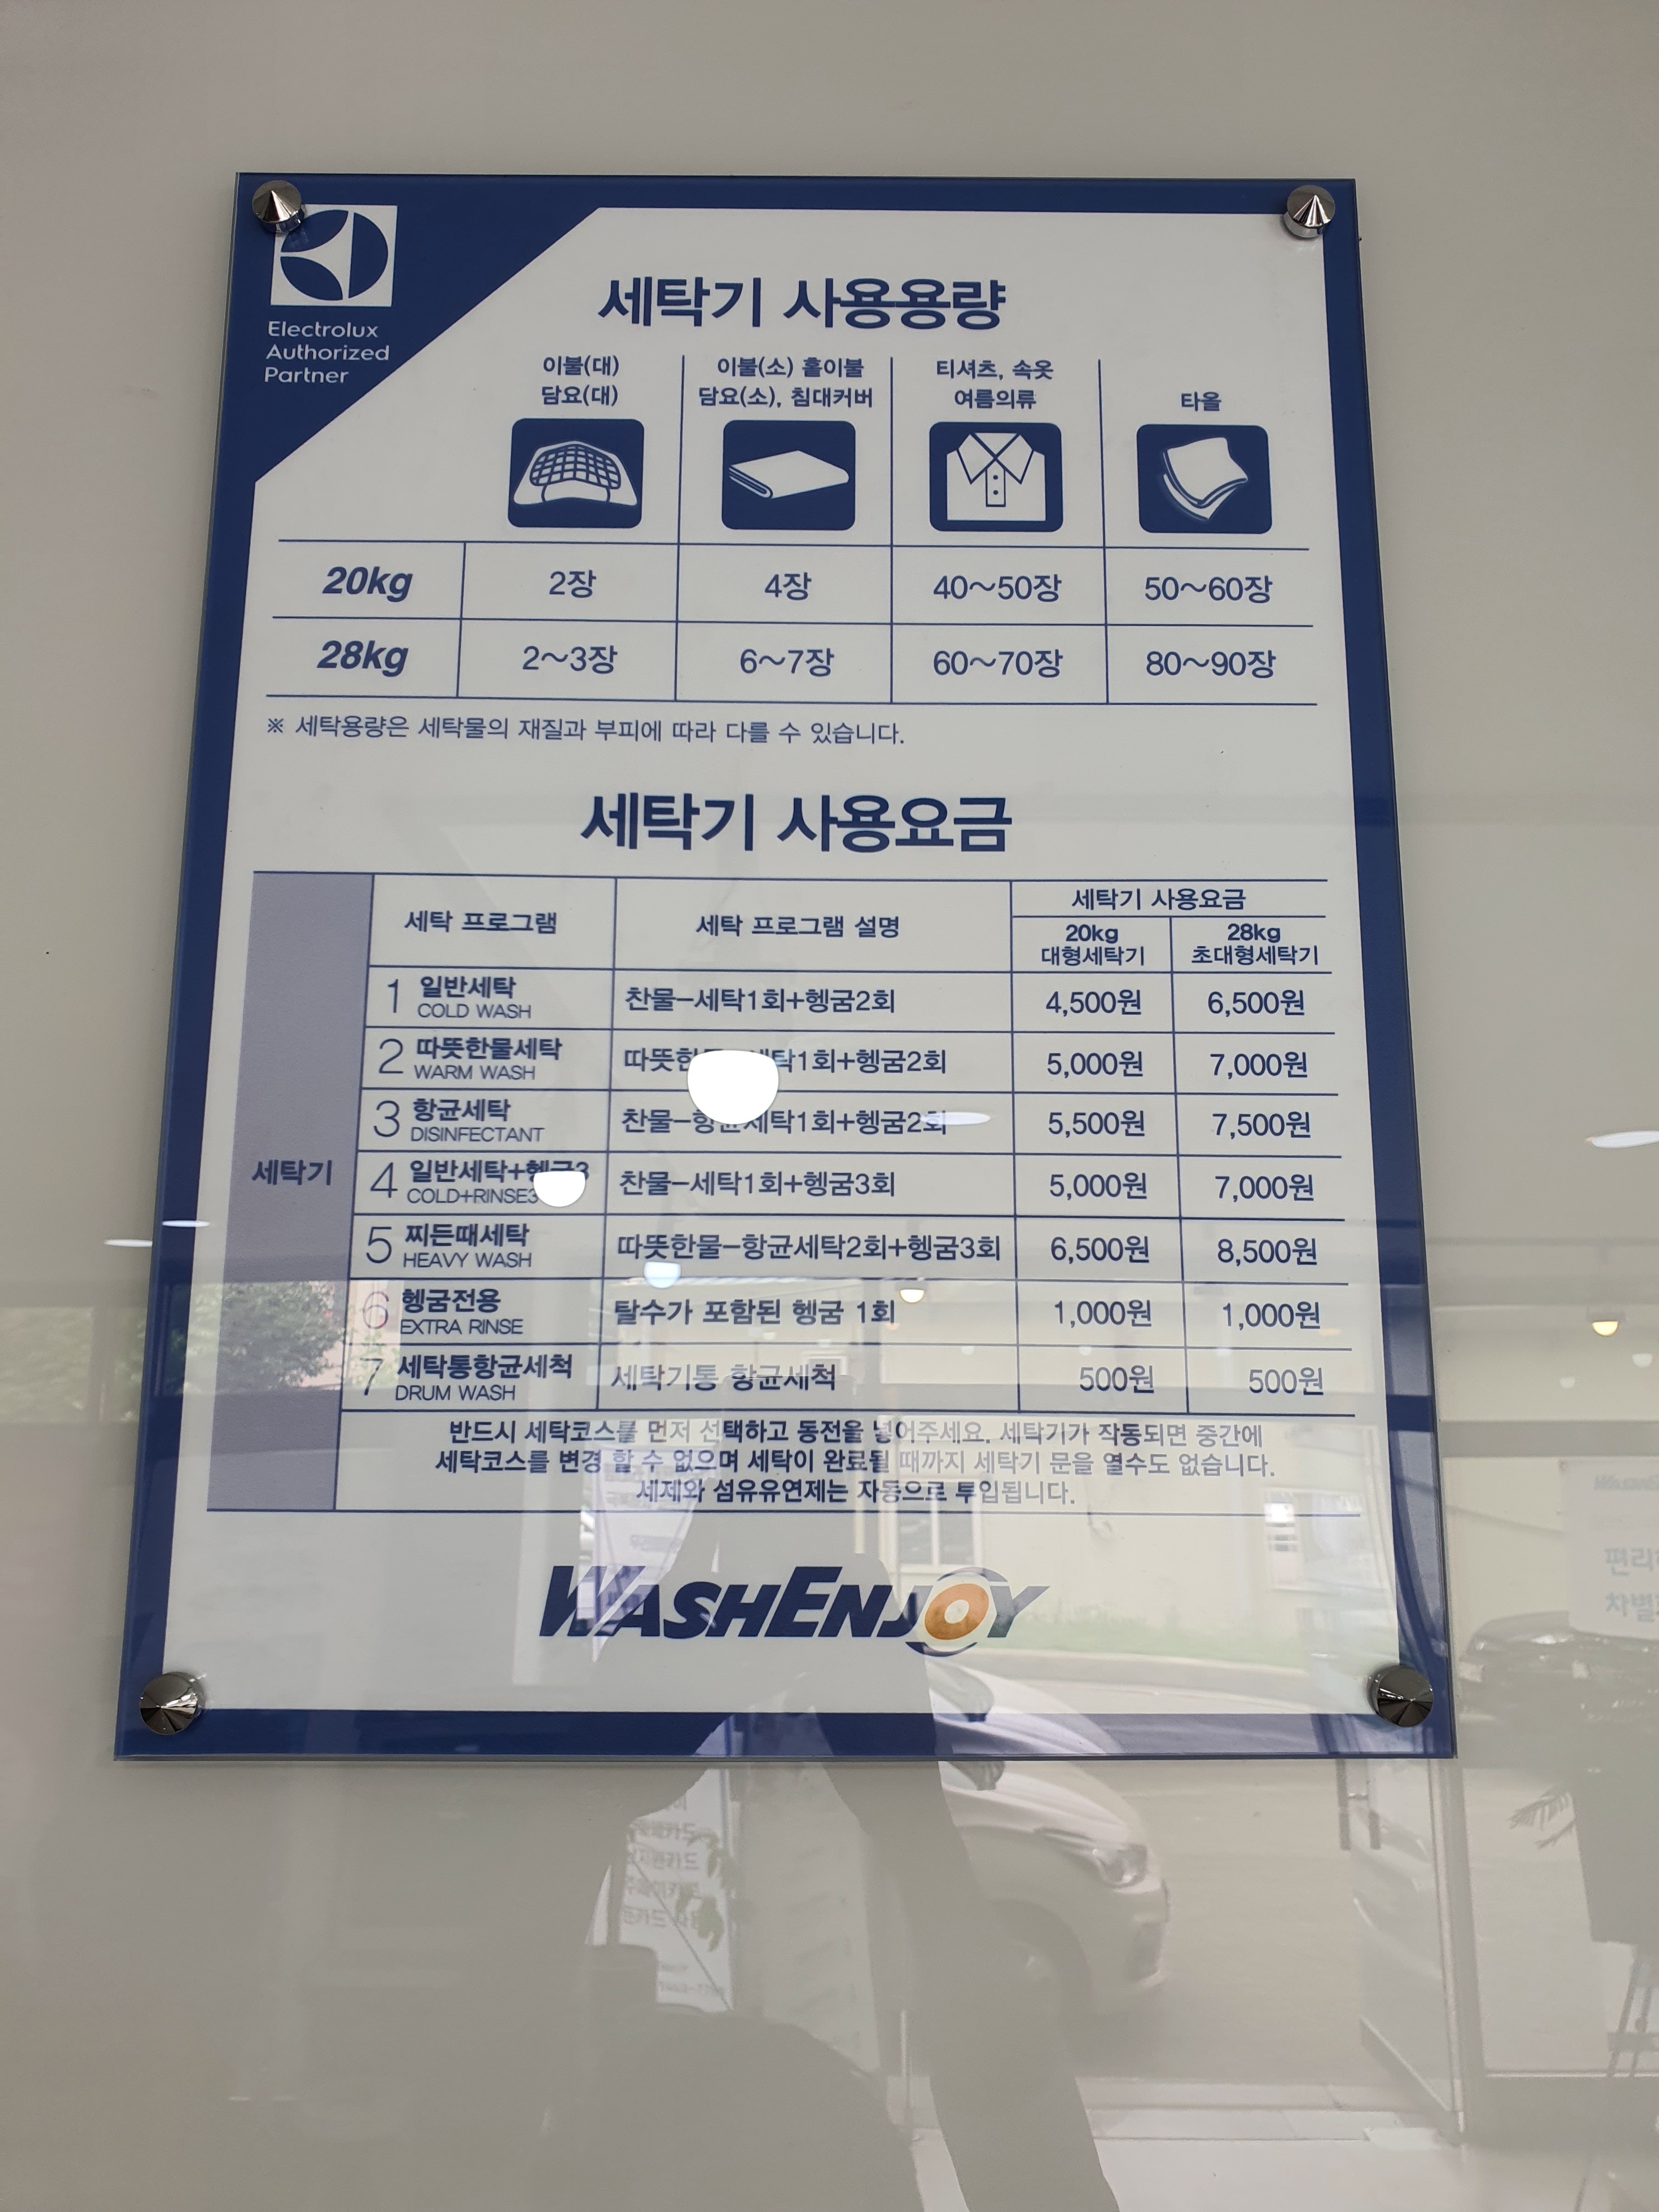 Electrolux
Authorized
Partner
세탁기 사용용량
이불(대)
담요(대)
이불(소) 홑이불
담요(소), 침대커버
티셔츠, 속옷
여름의류
타올
20kg 2장 4장 40～50장 50～60장
28kg 2～3장 6～7장 60～70장 80～90장
※ 세탁용량은 세탁물의 재질과 부피에 따라 다를 수 있습니다.
세탁기 사용요금
세탁 프로그램 세탁 프로그램 설명 세탁기 사용요금
20kg
대형세탁기
28kg
초대형세탁기
세탁기
1 일반세탁
COLD WASH
찬물-세탁1회+헹굼2회 4,500원 6,500원
2 따뜻한물세탁
WARM WASH
따뜻한 세탁1회+헹굼2회 5,000원 7,000원
3 항균세탁
DISINFECTANT
찬물-항균세탁1회+헹굼2회 5,500원 7,500원
4 일반세탁+헹굼3
COLD+RINSE3
찬물-세탁1회+헹굼3회 5,000원 7,000원
5 찌든때세탁
HEAVY WASH
따뜻한물-항균세탁2회+헹굼3회 6,500원 8,500원
6 헹굼전용
EXTRA RINSE
탈수가 포함된 헹굼 1회 1,000원 1,000원
7 세탁통항균세척
DRUM WASH
세탁기통 항균세척 500원 500원
반드시 세탁코스를 먼저 선택하고 동전을 넣어주세요. 세탁기가 작동되면 중간에
세탁코스를 변경 할 수 없으며 세탁이 완료될 때까지 세탁기 문을 열수도 없습니다.
세제와 섬유유연제는 자동으로 투입됩니다.
WASHENJOY